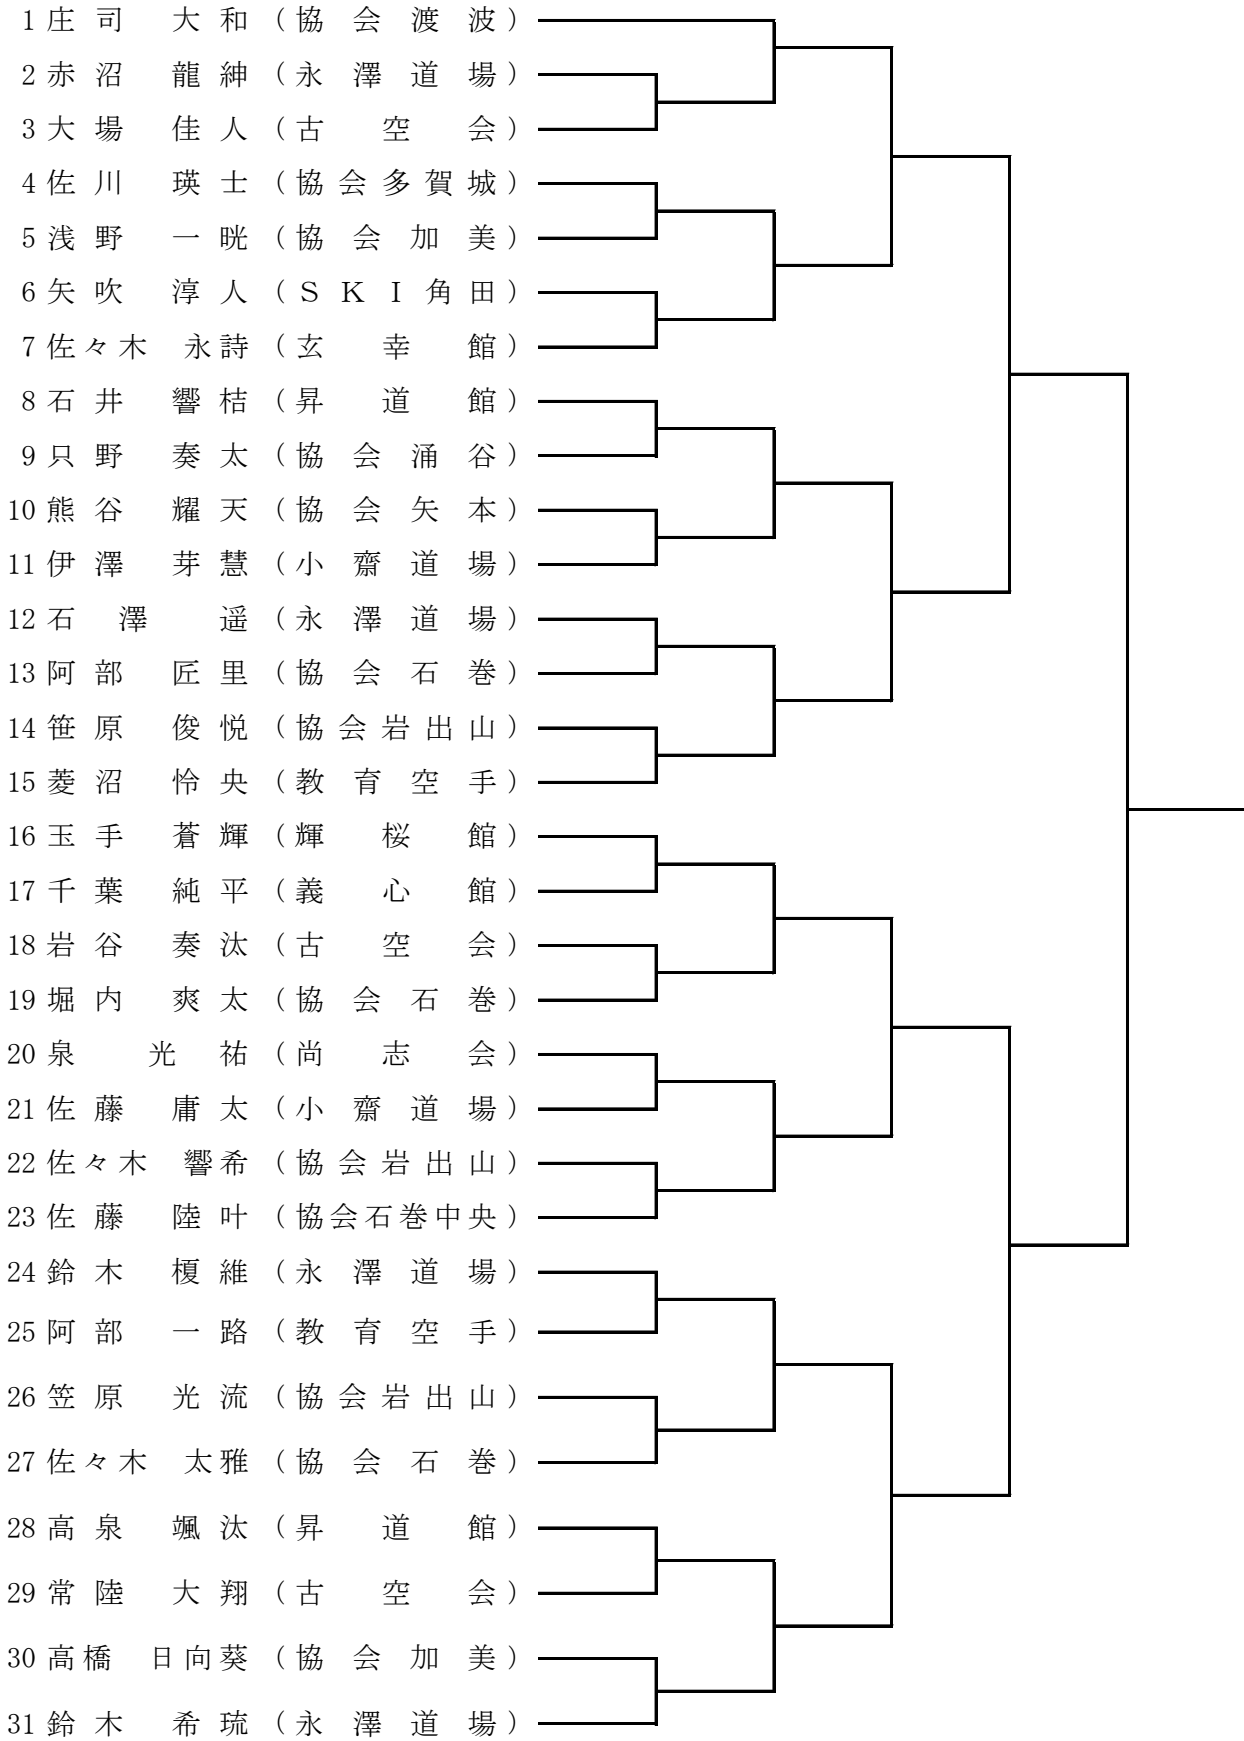 1 庄司 大和 (協会渡波)
2 赤沼 龍紳 (永澤道場)
3 大場 佳人 (古空会)
4 佐川 瑛士 (協会多賀城)
5 浅野 一晄 (協会加美)
6 矢吹 淳人 (SKI角田)
7 佐々木 永詩 (玄幸館)
8 石井 響桔 (昇道館)
9 只野 奏太 (協会涌谷)
10 熊谷 耀天 (協会矢本)
11 伊澤 芽慧 (小齋道場)
12 石澤 遥 (永澤道場)
13 阿部 匠里 (協会石巻)
14 笹原 俊悦 (協会岩出山)
15 菱沼 怜央 (教育空手)
16 玉手 蒼輝 (輝桜館)
17 千葉 純平 (義心館)
18 岩谷 奏汰 (古空会)
19 堀内 爽太 (協会石巻)
20 泉 光祐 (尚志会)
21 佐藤 庸太 (小齋道場)
22 佐々木 響希 (協会岩出山)
23 佐藤 陸叶 (協会石巻中央)
24 鈴木 榎維 (永澤道場)
25 阿部 一路 (教育空手)
26 笠原 光流 (協会岩出山)
27 佐々木 太雅 (協会石巻)
28 高泉 颯汰 (昇道館)
29 常陸 大翔 (古空会)
30 高橋 日向葵 (協会加美)
31 鈴木 希琉 (永澤道場)